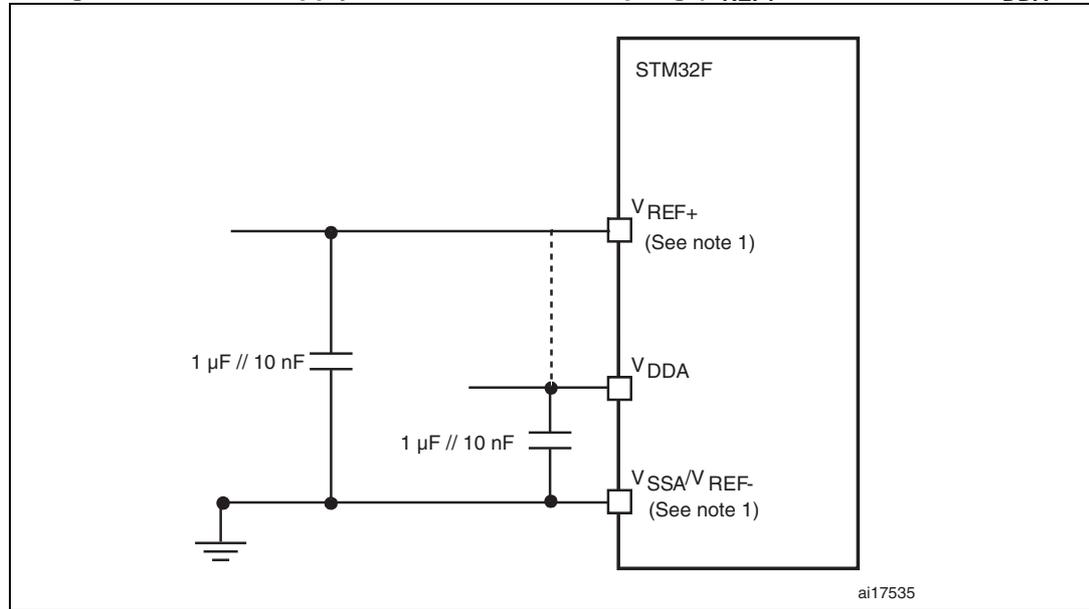 STM32F
VREF+
(See note 1)
1 µF // 10 nF
VDDA
1 µF // 10 nF
VSSA/VREF-
(See note 1)
ai17535